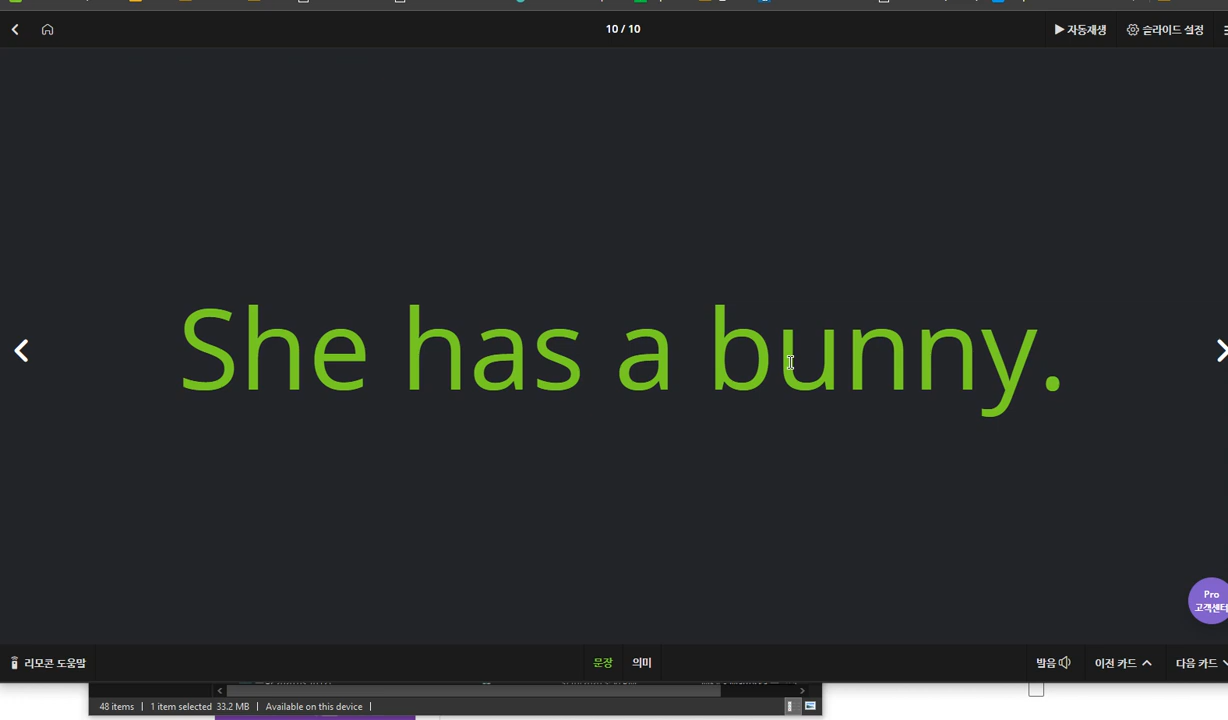 10 / 10
▶ 자동재생
슬라이드 설정
She has a bunny.
Pro
고객센터
리모콘 도움말
문장
의미
발음
이전 카드
다음 카드
48 items
1 item selected 33.2 MB
Available on this device